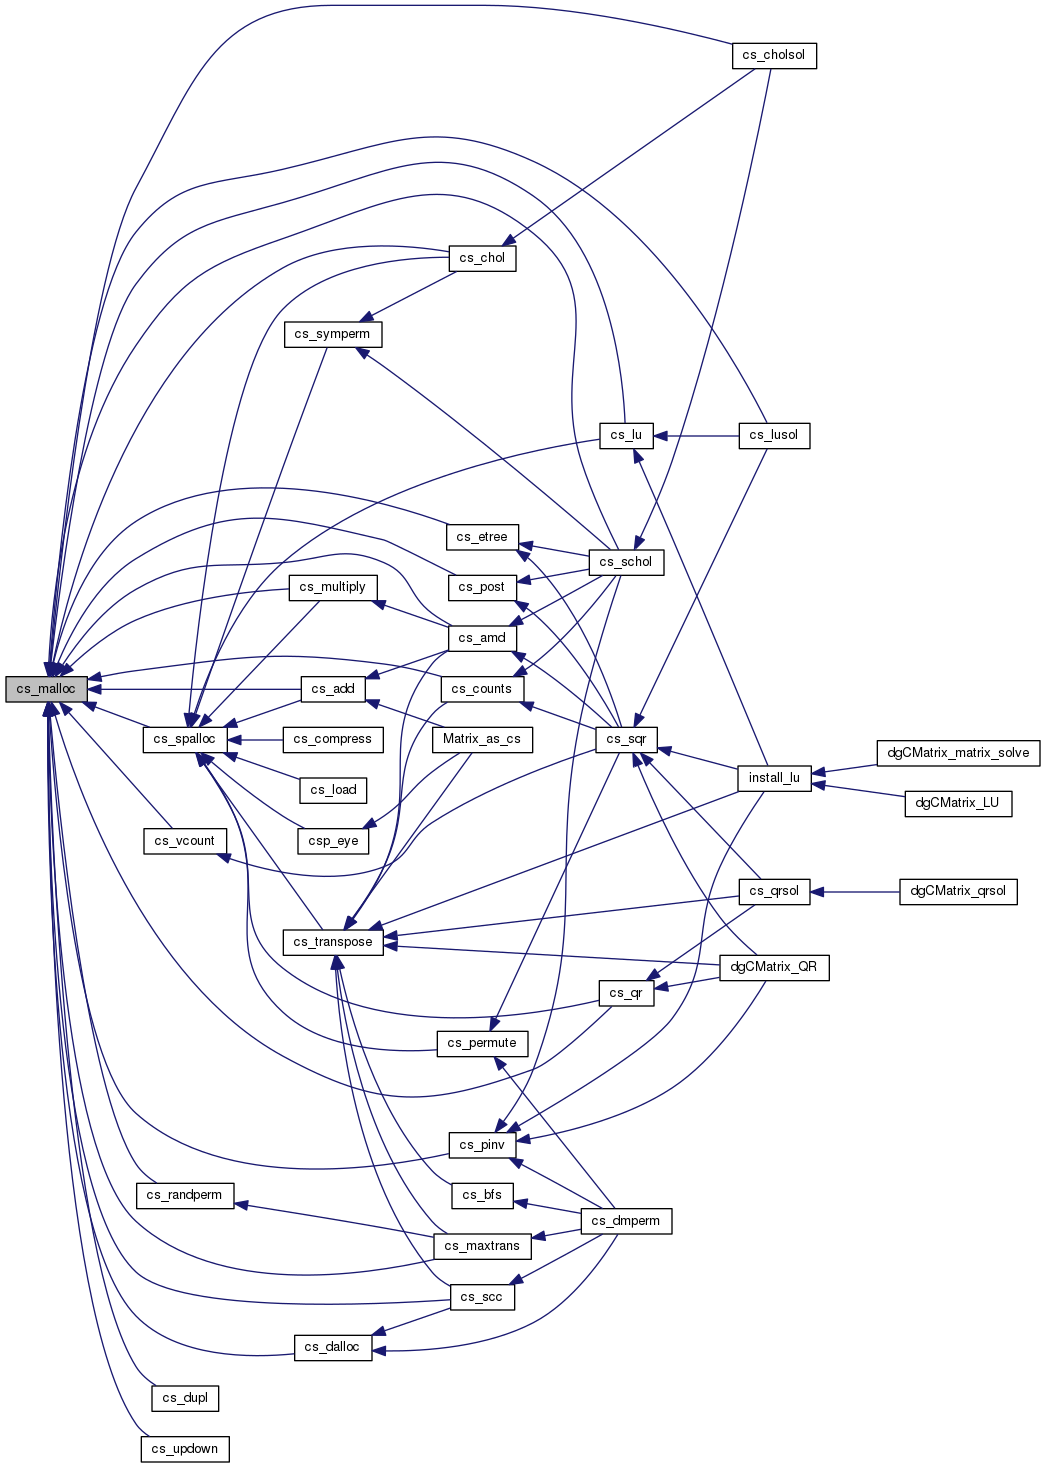 cs_cholsol
cs_chol
cs_symperm
cs_lu
cs_lusol
cs_etree
cs_schol
cs_multiply
cs_post
cs_amd
cs_malloc
cs_add
cs_counts
cs_spalloc
cs_compress
Matrix_as_cs
cs_sqr
dgCMatrix_matrix_solve
install_lu
cs_load
dgCMatrix_LU
cs_vcount
csp_eye
cs_qrsol
dgCMatrix_qrsol
cs_transpose
dgCMatrix_QR
cs_qr
cs_permute
cs_pinv
cs_randperm
cs_bfs
cs_dmperm
cs_maxtrans
cs_scc
cs_dalloc
cs_dupl
cs_updown